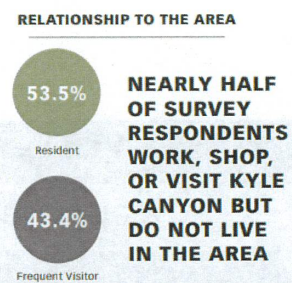 RELATIONSHIP TO THE AREA
53.5%
Resident
43.4%
Frequent Visitor
NEARLY HALF
OF SURVEY
RESPONDENTS
WORK, SHOP,
OR VISIT KYLE
CANYON BUT
DO NOT LIVE
IN THE AREA